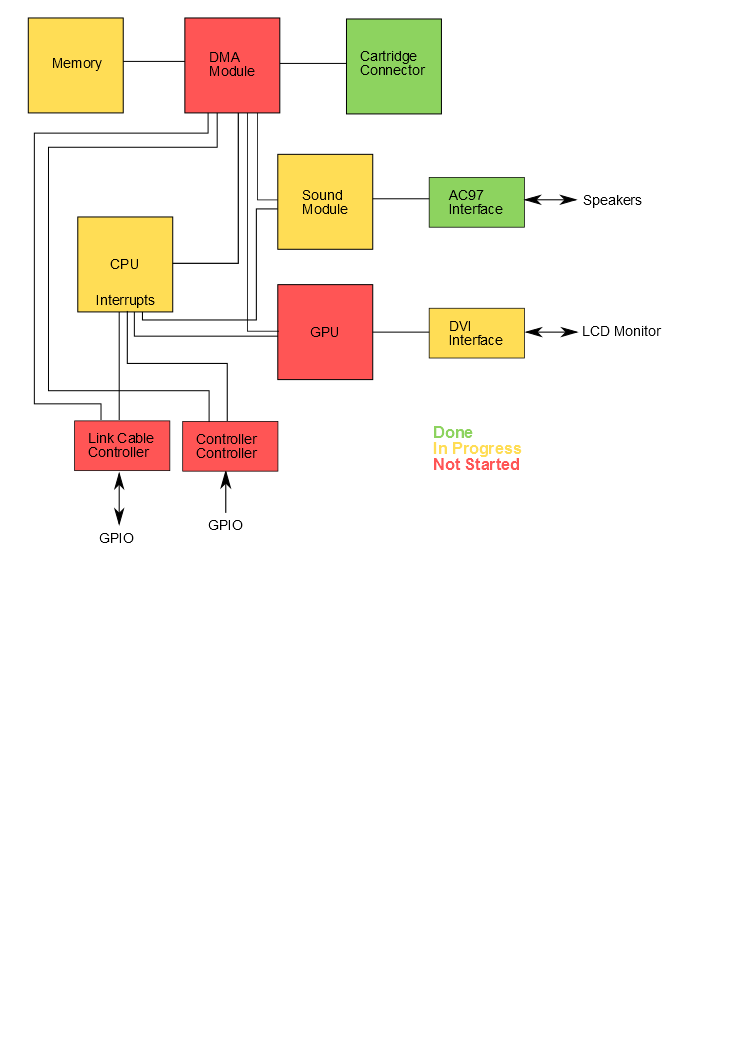 Memory
DMA
Module
Cartridge
Connector
Sound
Module
AC97
Interface
Speakers
CPU
Interrupts
GPU
DVI
Interface
LCD Monitor
Link Cable
Controller
Controller
Controller
Done
In Progress
Not Started
GPIO
GPIO